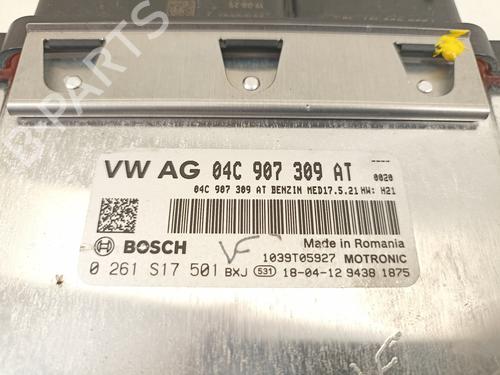 VW AG 04C 907 309 AT
0020
04C 907 309 AT BENZIN MED17.5.21 HW: H21
BOSCH
VF
Made in Romania
1039T05927 MOTRONIC
0 261 S17 501 BXJ 531 18-04-12 9438 1875
B-PARTS